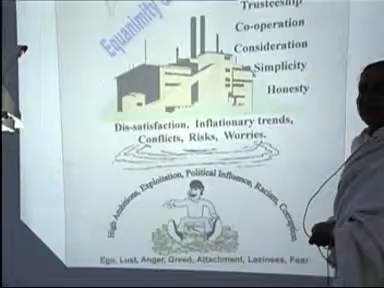 Trusteeship
Equanimity
Co-operation
Consideration
Simplicity
Honesty
Dis-satisfaction, Inflationary trends,
Conflicts, Risks, Worries.
High Ambitions, Exploitation, Political Influence, Racism, Corruption
Ego, Lust, Anger, Greed, Attachment, Laziness, Fear